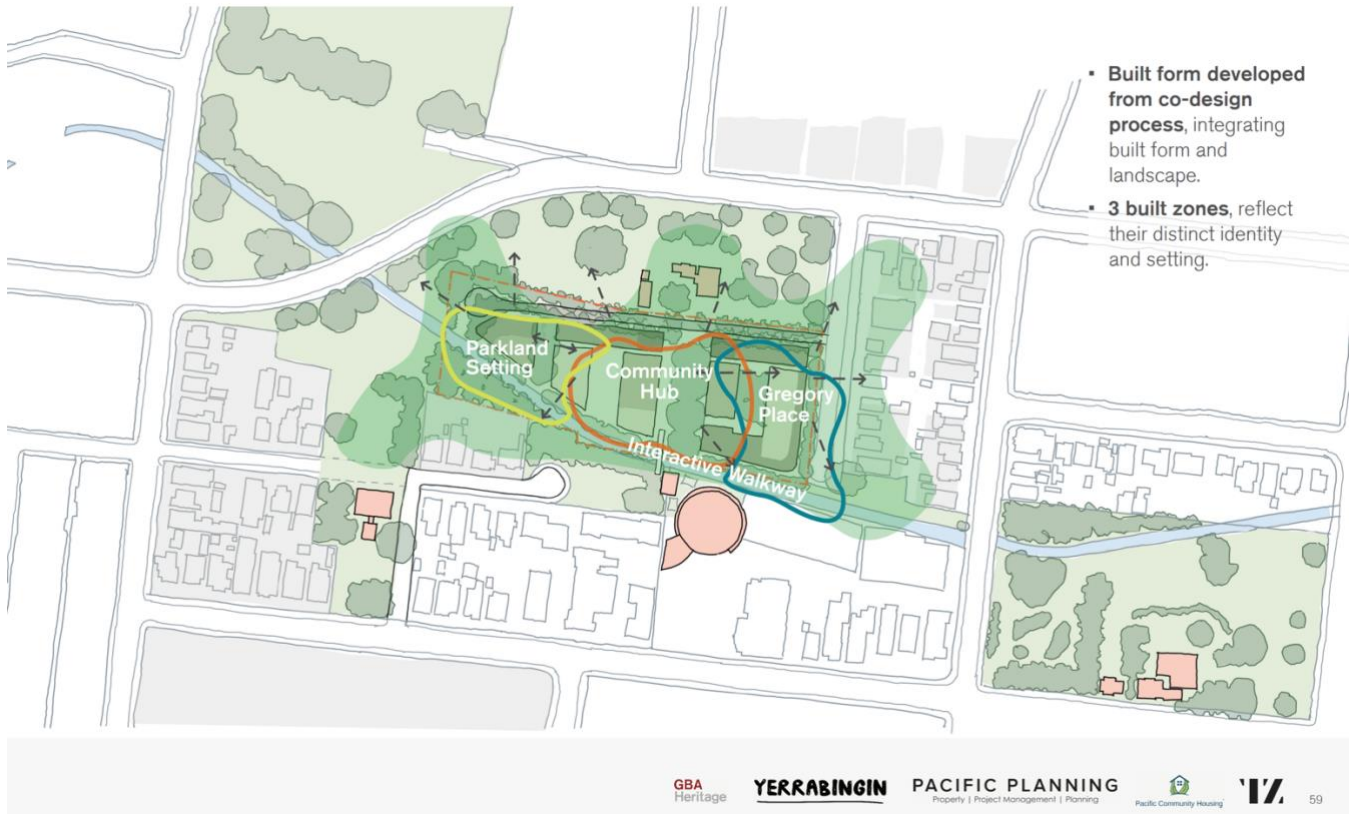 ▪ Built form developed
from co-design
process, integrating
built form and
landscape.
▪ 3 built zones, reflect
their distinct identity
and setting.
Parkland
Setting
Community
Hub
Gregory
Place
Interactive Walkway
GBA
Heritage
YERRABINGIN
PACIFIC PLANNING
Property | Project Management | Planning
Pacific Community Housing
TZ
59